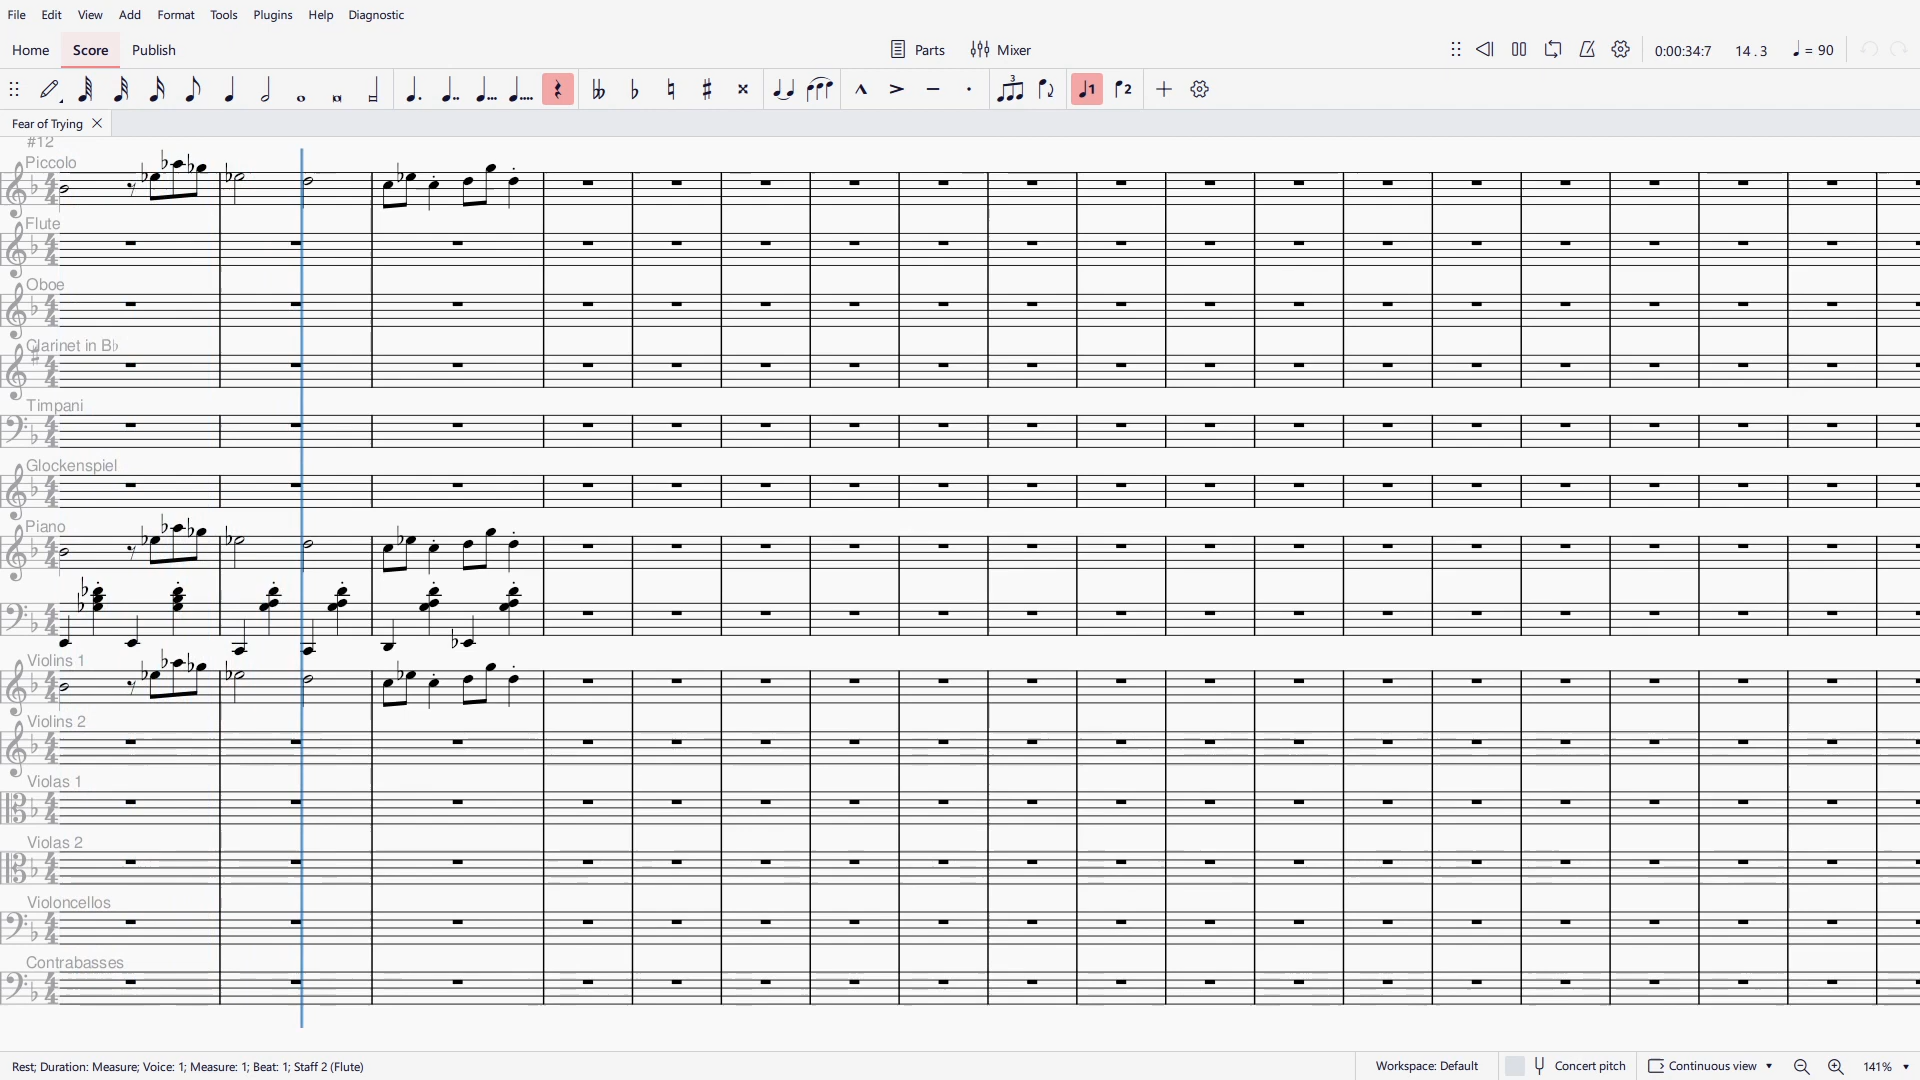 File Edit View Add Format Tools Plugins Help Diagnostic
Home Score Publish Parts Mixer 0:00:34:7 14 . 3 = 90
3 1 2
Fear of Trying
#12
Piccolo
Flute
Oboe
Clarinet in B♭
Timpani
Glockenspiel
Piano
Violins 1
Violins 2
Violas 1
Violas 2
Violoncellos
Contrabasses
Rest; Duration: Measure; Voice: 1; Measure: 1; Beat: 1; Staff 2 (Flute) Workspace: Default Concert pitch Continuous view 141%